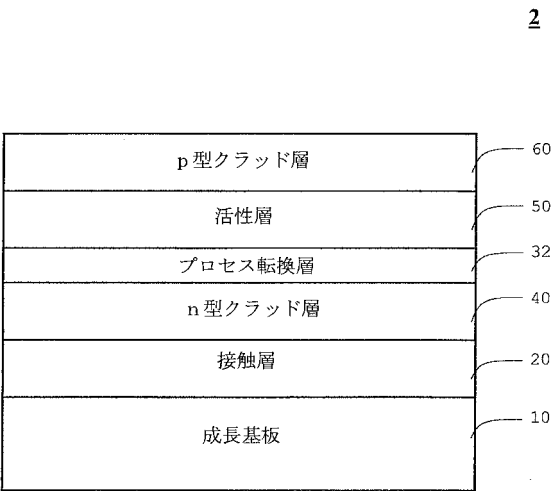 2
p型クラッド層 60
活性層 50
プロセス転換層 32
n型クラッド層 40
接触層 20
成長基板 10